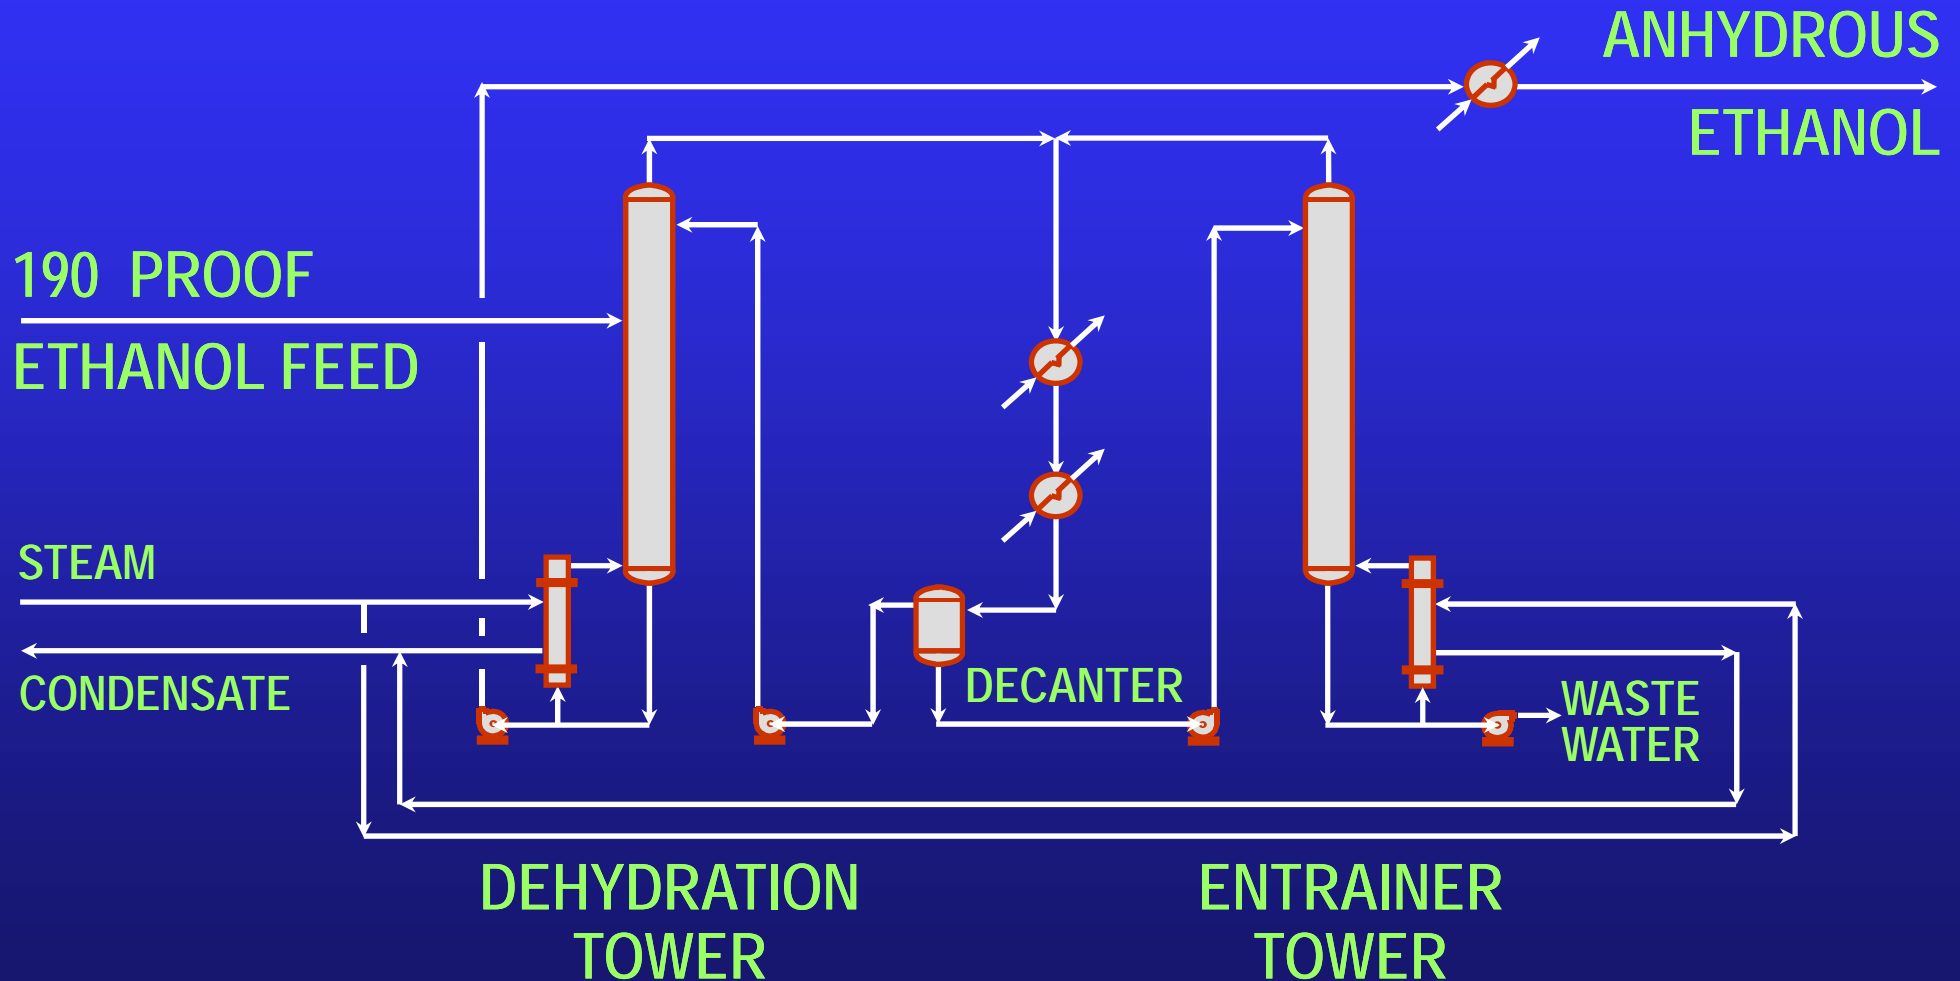 ANHYDROUS
ETHANOL
190 PROOF
ETHANOL FEED
STEAM
CONDENSATE
DECANTER
WASTE
WATER
DEHYDRATION
TOWER
ENTRAINER
TOWER